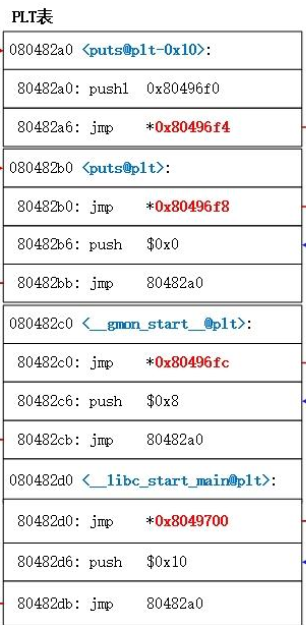 PLT表
080482a0 <puts@plt-0x10>:
80482a0: pushl 0x80496f0
80482a6: jmp *0x80496f4
080482b0 <puts@plt>:
80482b0: jmp *0x80496f8
80482b6: push $0x0
80482bb: jmp 80482a0
080482c0 <__gmon_start__@plt>:
80482c0: jmp *0x80496fc
80482c6: push $0x8
80482cb: jmp 80482a0
080482d0 <__libc_start_main@plt>:
80482d0: jmp *0x8049700
80482d6: push $0x10
80482db: jmp 80482a0